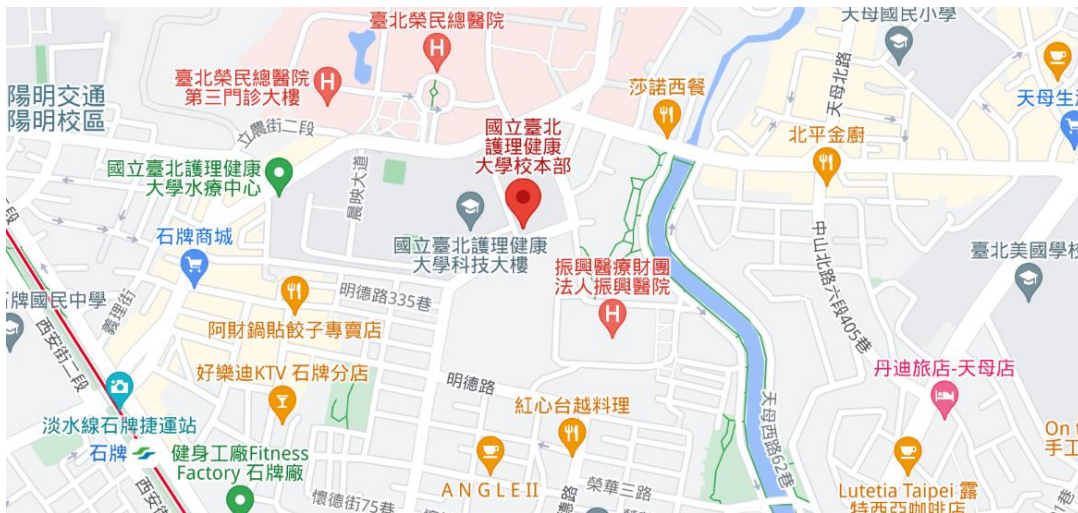 臺北榮民總醫院
天母國民小學
臺北榮民總醫院
第三門診大樓
陽明交通
陽明校區
立農街二段
國立臺北
護理健康
大學校本部
莎諾西餐
天母北路
天母生活
北平金廚
國立臺北護理健康
大學水療中心
晨映大道
國立臺北護理健康
大學科技大樓
石牌商城
振興醫療財團
法人振興醫院
中山北路六段405巷
臺北美國學校
石牌國民中學
義理街
明德路335巷
阿財鍋貼餃子專賣店
西安街二段
好樂迪KTV 石牌分店
明德路
丹迪旅店-天母店
紅心台越料理
天母西路62巷
淡水線石牌捷運站
石牌
健身工廠Fitness
Factory 石牌廠
ANGLE II
榮華三路
懷德街75巷
Lutetia Taipei 露
特西亞咖啡店
On t
手工